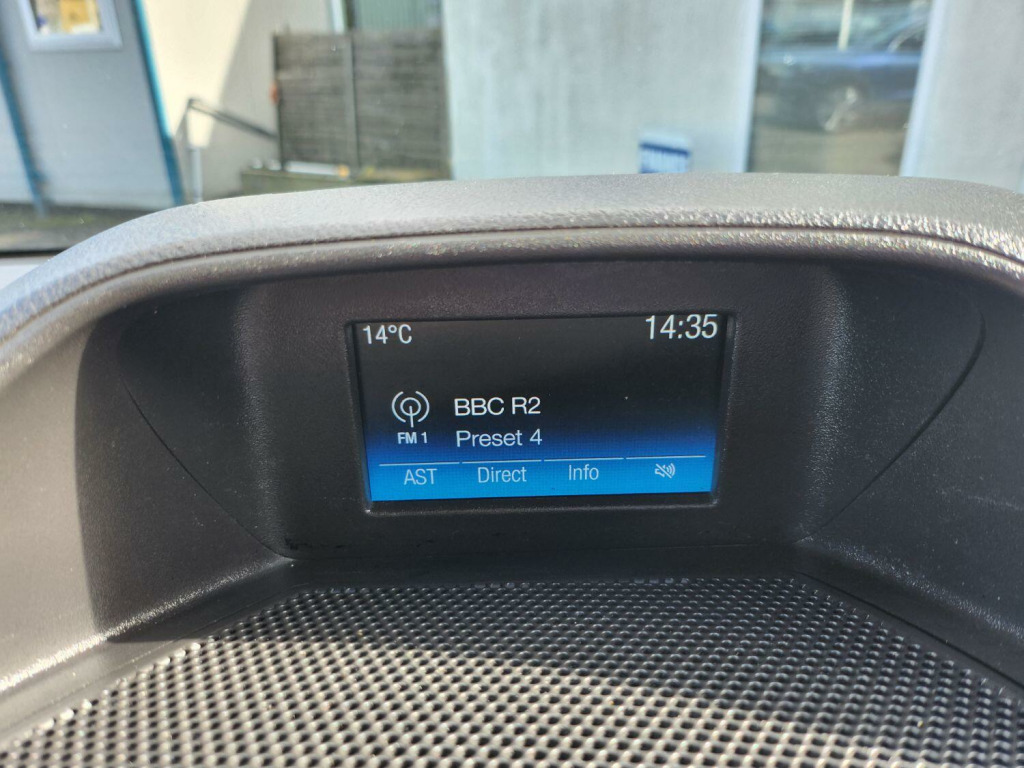 14°C 14:35
BBC R2
FM 1 Preset 4
AST Direct Info